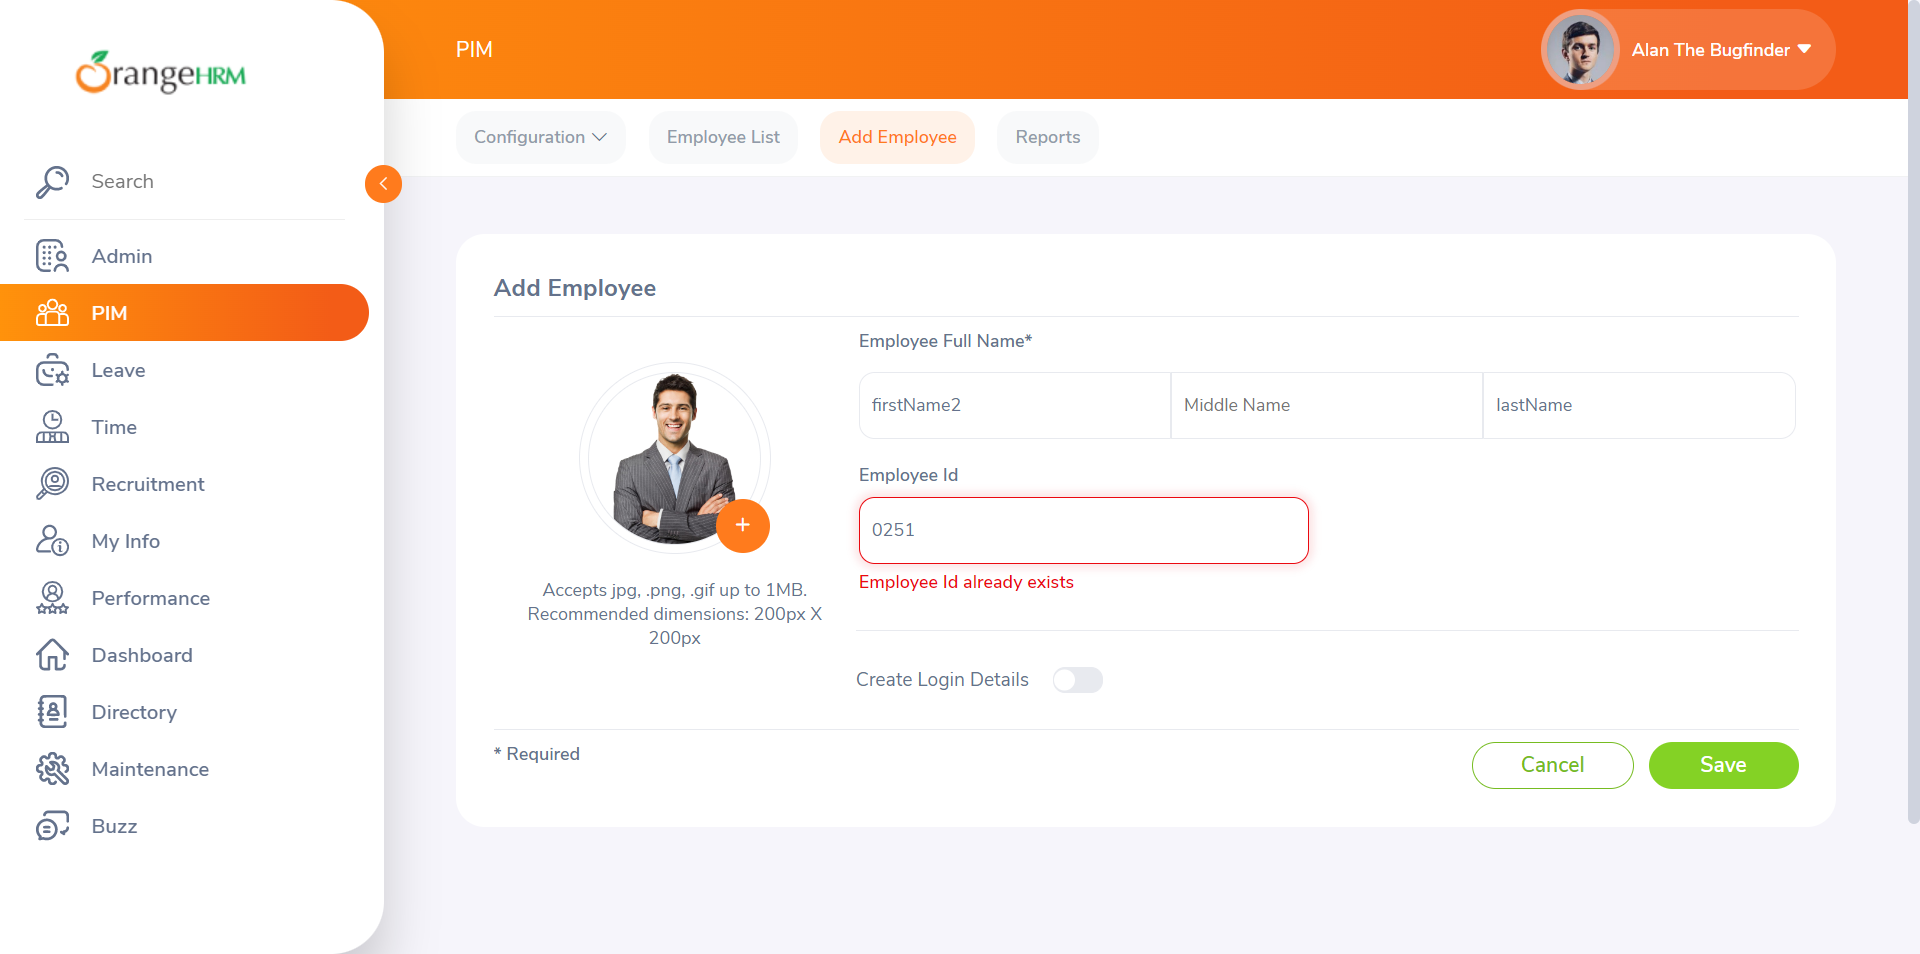 OrangeHRM
PIM
Alan The Bugfinder
Configuration
Employee List
Add Employee
Reports
Search
Admin
PIM
Leave
Time
Recruitment
My Info
Performance
Dashboard
Directory
Maintenance
Buzz
Add Employee
Accepts jpg, .png, .gif up to 1MB.
Recommended dimensions: 200px X
200px
Employee Full Name*
firstName2
Middle Name
lastName
Employee Id
0251
Employee Id already exists
Create Login Details
* Required
Cancel
Save